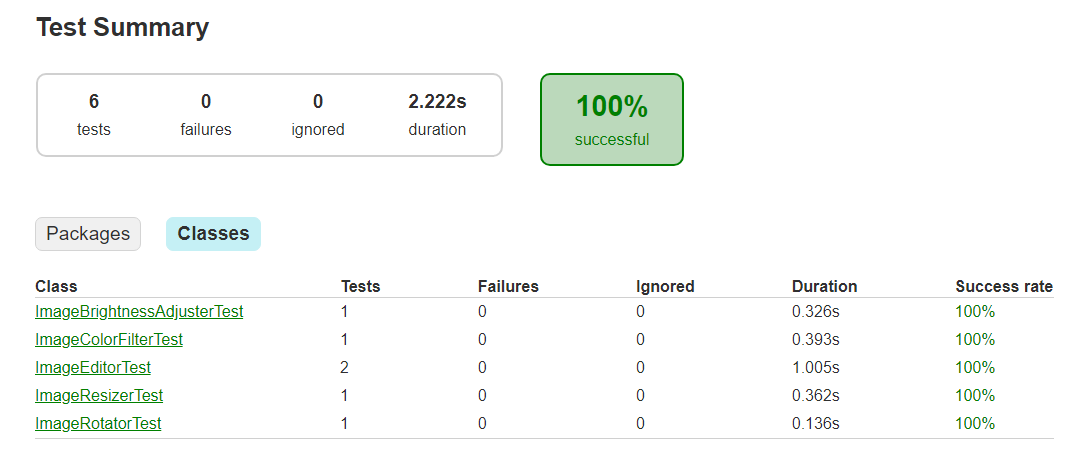 Test Summary
6 0 0 2.222s
tests failures ignored duration
100%
successful
Packages Classes
Class Tests Failures Ignored Duration Success rate
ImageBrightnessAdjusterTest 1 0 0 0.326s 100%
ImageColorFilterTest 1 0 0 0.393s 100%
ImageEditorTest 2 0 0 1.005s 100%
ImageResizerTest 1 0 0 0.362s 100%
ImageRotatorTest 1 0 0 0.136s 100%